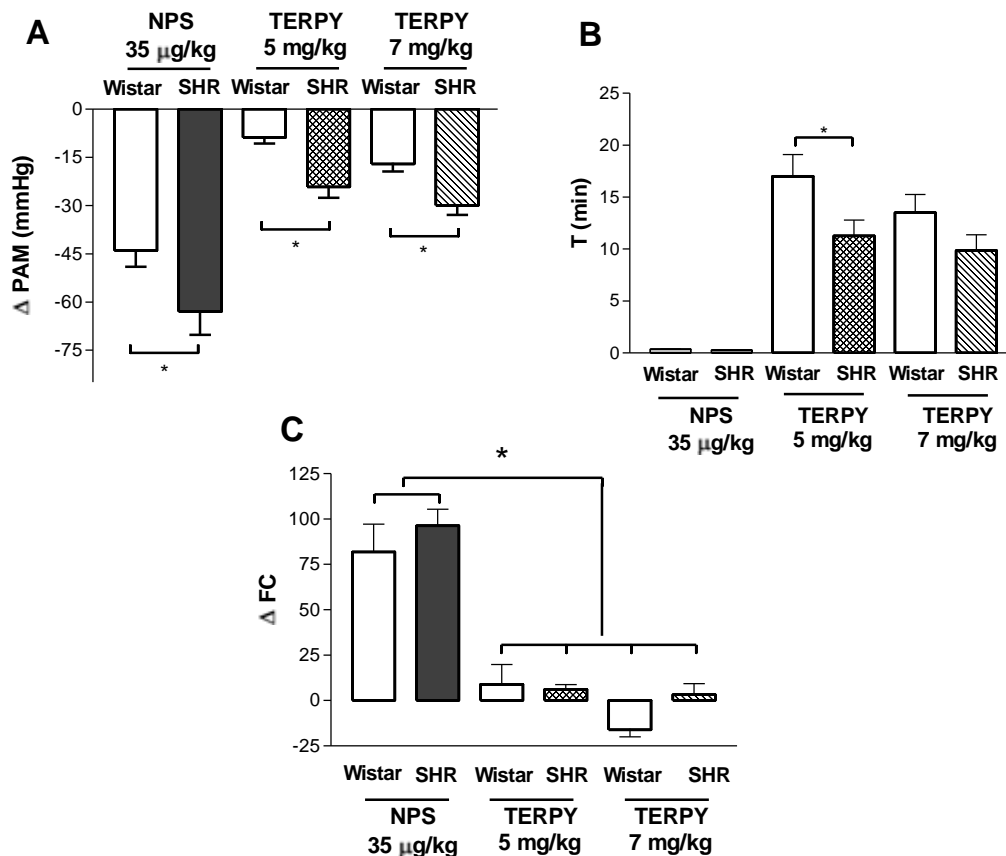 A
NPS
35 μg/kg
TERPY
5 mg/kg
TERPY
7 mg/kg
Wistar SHR Wistar SHR Wistar SHR
0
-15
-30
-45
-60
-75
Δ PAM (mmHg)
*
*
*
B
25
20
15
10
5
0
T (min)
*
Wistar SHR Wistar SHR Wistar SHR
NPS
35 μg/kg
TERPY
5 mg/kg
TERPY
7 mg/kg
C
125
100
75
50
25
0
-25
Δ FC
*
Wistar SHR Wistar SHR Wistar SHR
NPS
35 μg/kg
TERPY
5 mg/kg
TERPY
7 mg/kg